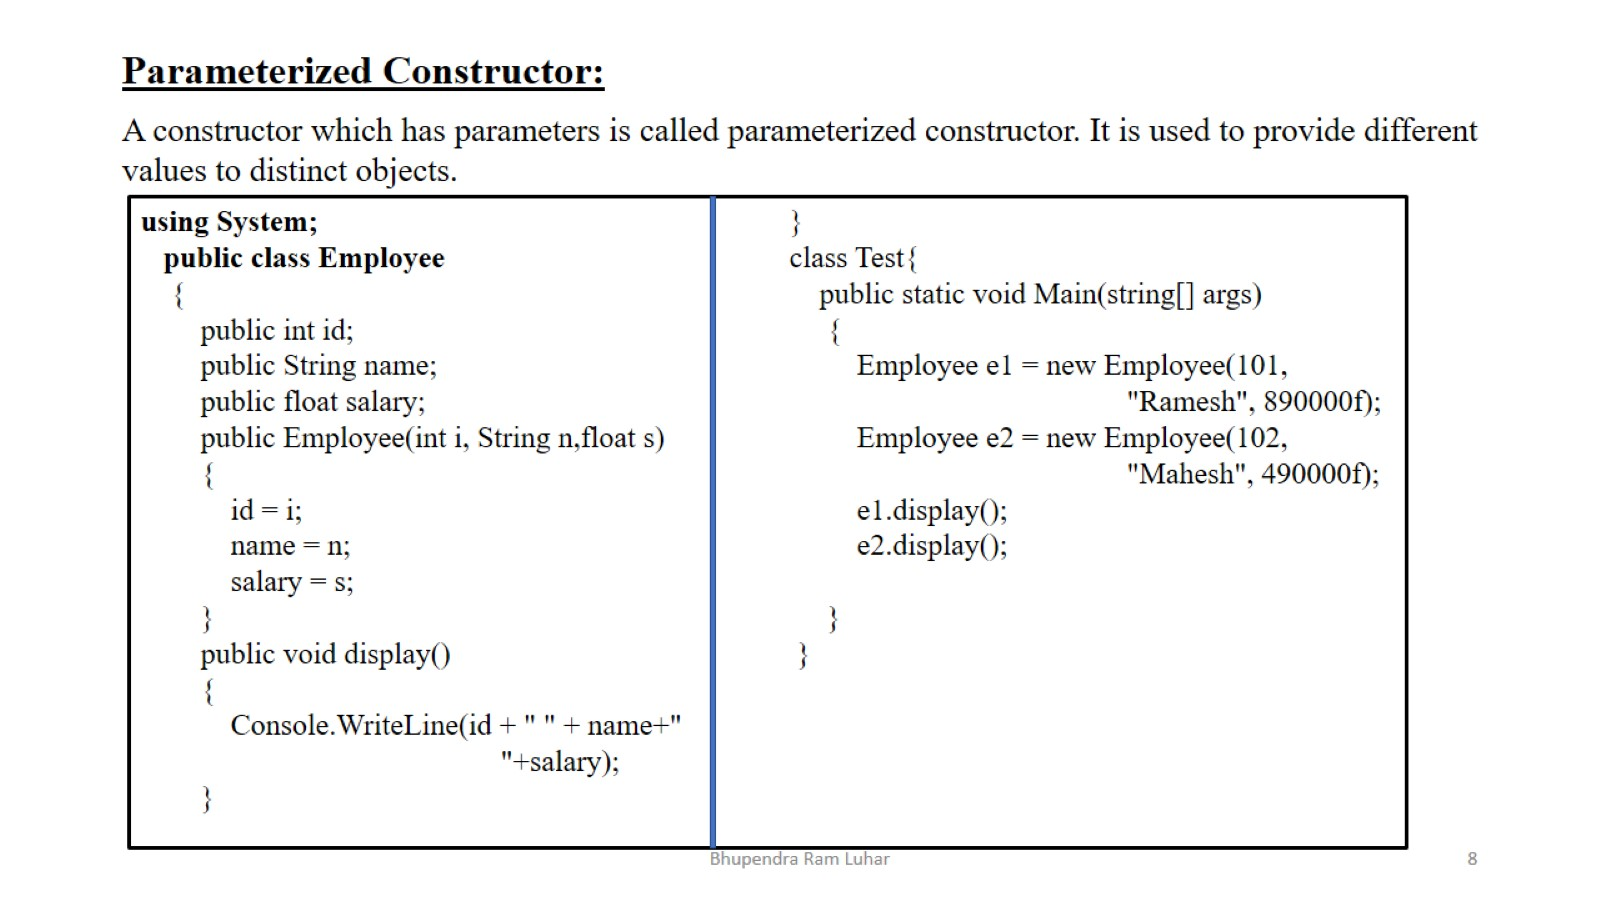 Parameterized Constructor:
A constructor which has parameters is called parameterized constructor. It is used to provide different
values to distinct objects.
using System;
public class Employee
{
public int id;
public String name;
public float salary;
public Employee(int i, String n,float s)
{
id = i;
name = n;
salary = s;
}
public void display()
{
Console.WriteLine(id + " " + name+"
"+salary);
}
}
class Test{
public static void Main(string[] args)
{
Employee e1 = new Employee(101,
"Ramesh", 890000f);
Employee e2 = new Employee(102,
"Mahesh", 490000f);
e1.display();
e2.display();
}
}
Bhupendra Ram Luhar
8